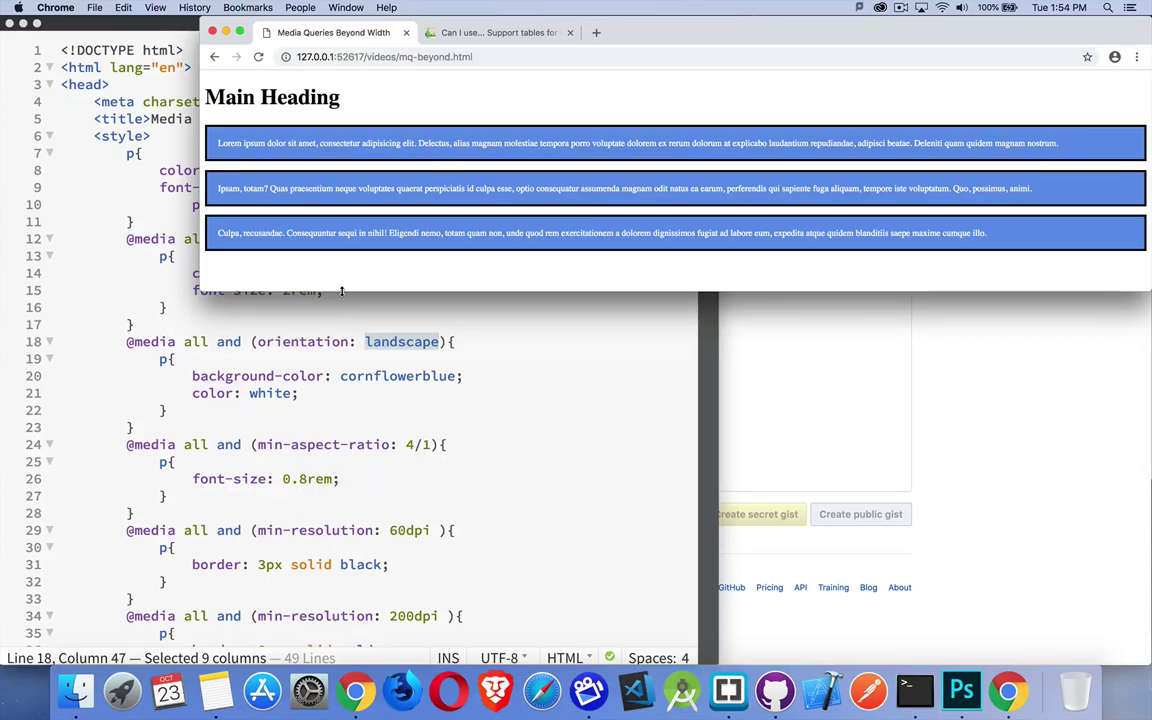 Chrome File Edit View History Bookmarks People Window Help 100% Tue 1:54 PM
Media Queries Beyond Width Can I use... Support tables for
127.0.0.1:52617/videos/mq-beyond.html
Main Heading
Lorem ipsum dolor sit amet, consectetur adipisicing elit. Delectus, alias magnam molestiae tempora porro voluptate dolorem ex rerum dolorum at explicabo laudantium repudiandae, adipisci beatae. Deleniti quam quidem magnam nostrum.
Ipsam, totam? Quas praesentium neque voluptates quaerat perspiciatis id culpa esse, optio consequatur assumenda magnam odit natus ea earum, perferendis qui sapiente fuga aliquam, tempore iste voluptatum. Quo, possimus, animi.
Culpa, recusandae. Consequuntur sequi in nihil! Eligendi nemo, totam quam non, unde quod rem exercitationem a dolorem dignissimos fugiat ad labore eum, expedita atque quidem blanditiis saepe maxime cumque illo.
1 <!DOCTYPE html>
2 <html lang="en">
3 <head>
4 <meta charset
5 <title>Media
6 <style>
7 p{
8 color
9 font-
10 p
11 }
12 @media al
13 p{
14 c
15 font-size: 2rem;
16 }
17 }
18 @media all and (orientation: landscape){
19 p{
20 background-color: cornflowerblue;
21 color: white;
22 }
23 }
24 @media all and (min-aspect-ratio: 4/1){
25 p{
26 font-size: 0.8rem;
27 }
28 }
29 @media all and (min-resolution: 60dpi ){
30 p{
31 border: 3px solid black;
32 }
33 }
34 @media all and (min-resolution: 200dpi ){
35 p{
Line 18, Column 47 — Selected 9 columns — 49 Lines INS UTF-8 HTML Spaces: 4
Create secret gist Create public gist
GitHub Pricing API Training Blog About
OCT
23
Ps